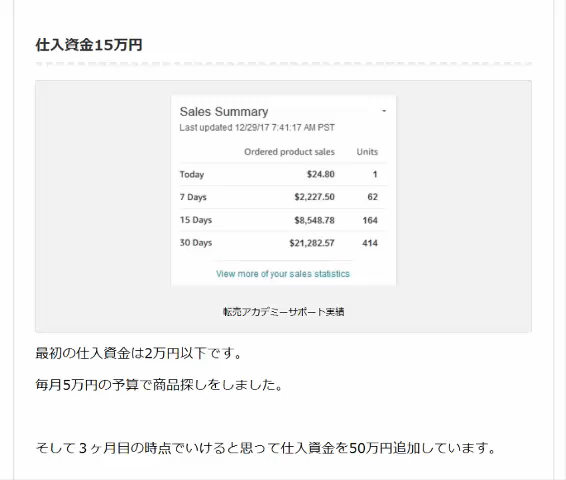 仕入資金15万円
Sales Summary
Last updated 12/29/17 7:41:17 AM PST
Ordered product sales Units
Today $24.80 1
7 Days $2,227.50 62
15 Days $8,548.78 164
30 Days $21,282.57 414
View more of your sales statistics
転売アカデミーサポート実績
最初の仕入資金は2万円以下です。
毎月5万円の予算で商品探しをしました。
そして３ヶ月目の時点でいけると思って仕入資金を50万円追加しています。